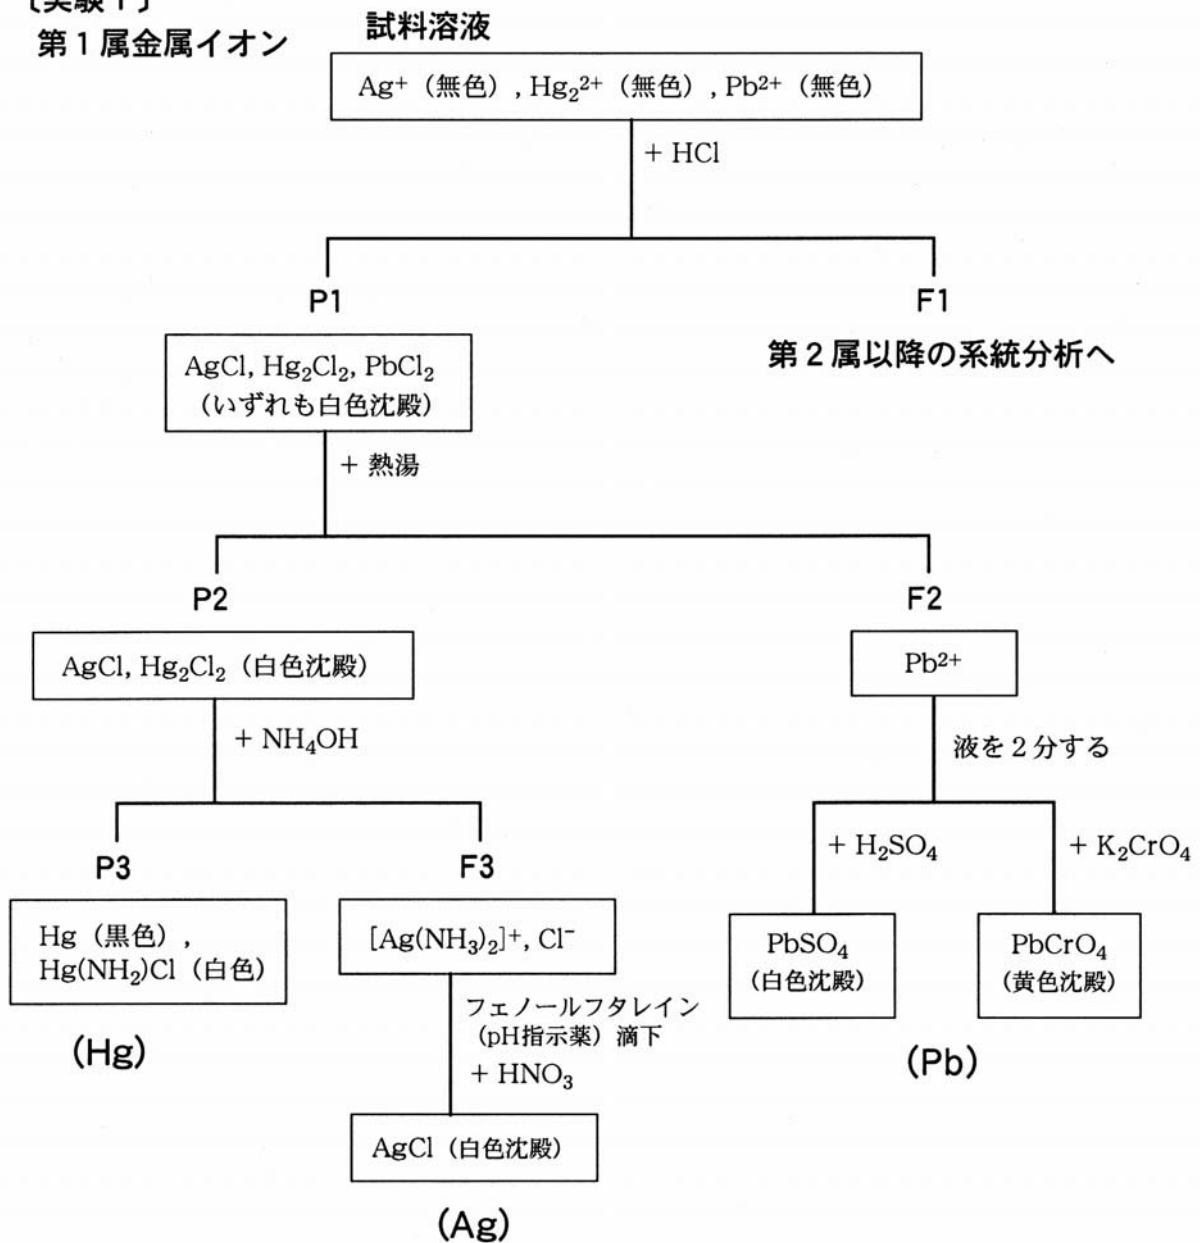 〔実験1〕
第1属金属イオン
試料溶液
Ag⁺（無色）, Hg₂²⁺（無色）, Pb²⁺（無色）
+ HCl
P1
F1
AgCl, Hg₂Cl₂, PbCl₂
（いずれも白色沈殿）
第2属以降の系統分析へ
+ 熱湯
P2
F2
AgCl, Hg₂Cl₂（白色沈殿）
Pb²⁺
+ NH₄OH
液を2分する
P3
F3
+ H₂SO₄
+ K₂CrO₄
Hg（黒色）,
Hg(NH₂)Cl（白色）
[Ag(NH₃)₂]⁺, Cl⁻
PbSO₄
（白色沈殿）
PbCrO₄
（黄色沈殿）
(Hg)
フェノールフタレイン
（pH指示薬）滴下
+ HNO₃
(Pb)
AgCl（白色沈殿）
(Ag)